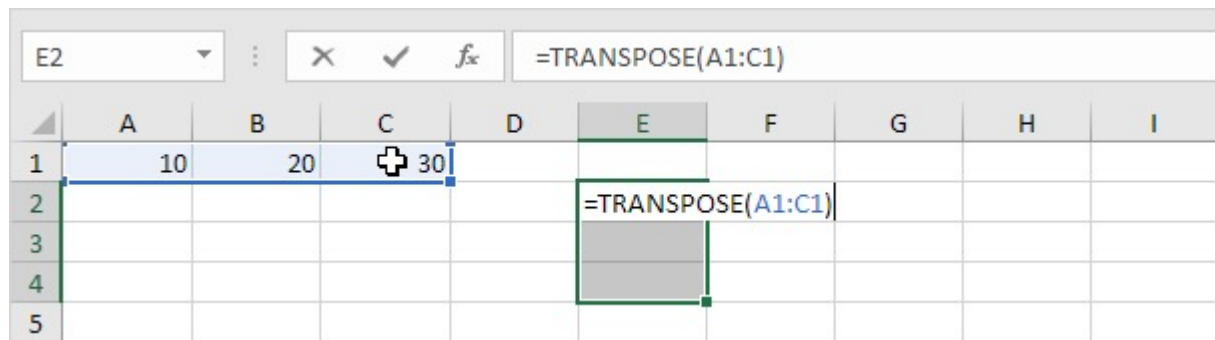 E2 fx =TRANSPOSE(A1:C1)
A B C D E F G H I
1 10 20 30
2 =TRANSPOSE(A1:C1)
3
4
5